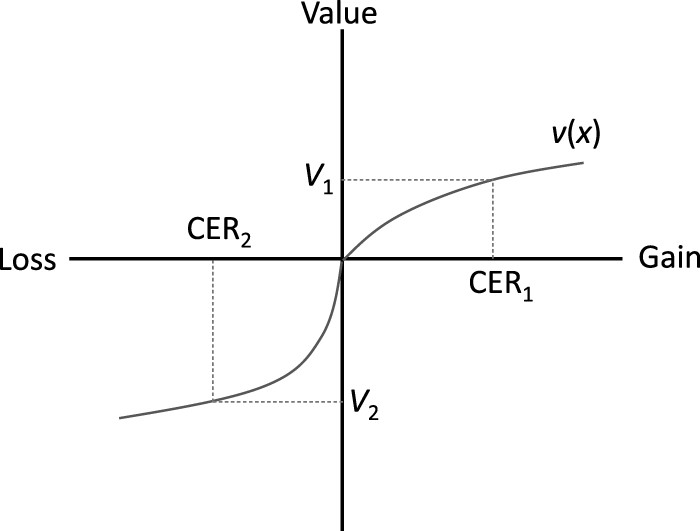 Value
v(x)
V₁
CER₂
Loss
Gain
CER₁
V₂